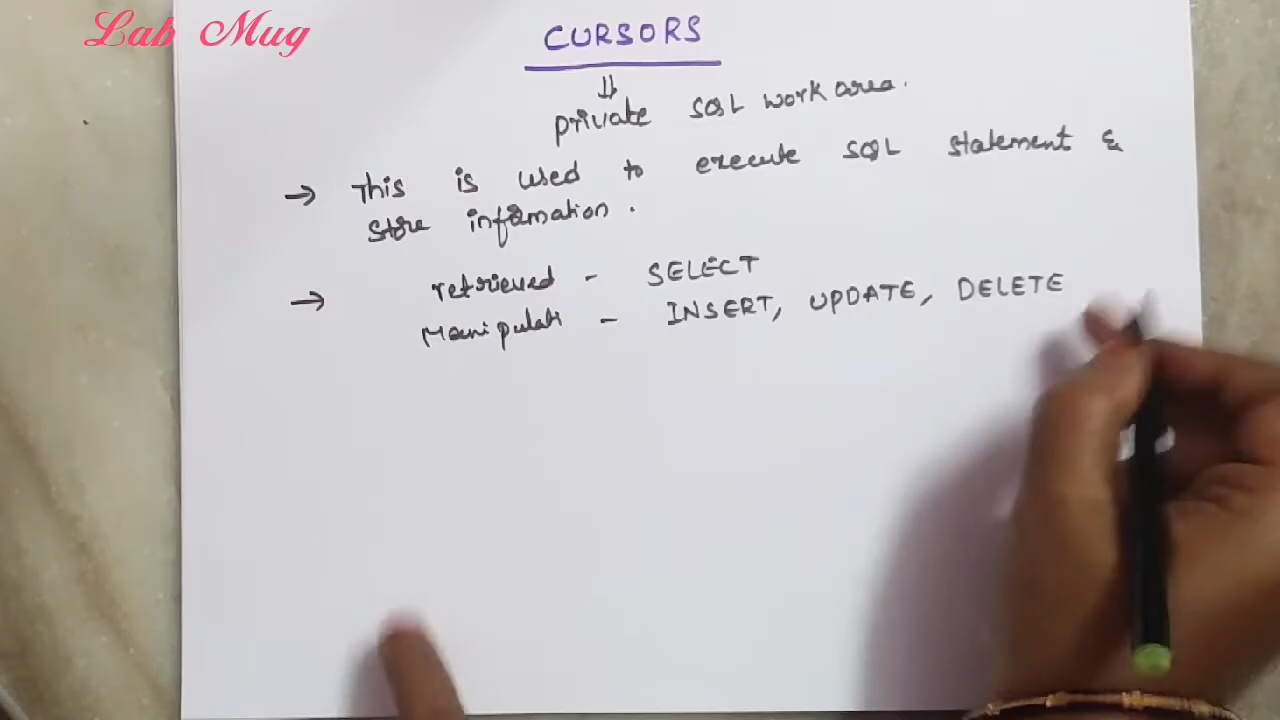 Lab Mug
CURSORS
⇓
private SQL work area.
→ This is used to execute SQL statement &
store information.
→ retrieved - SELECT
Manipulati - INSERT, UPDATE, DELETE